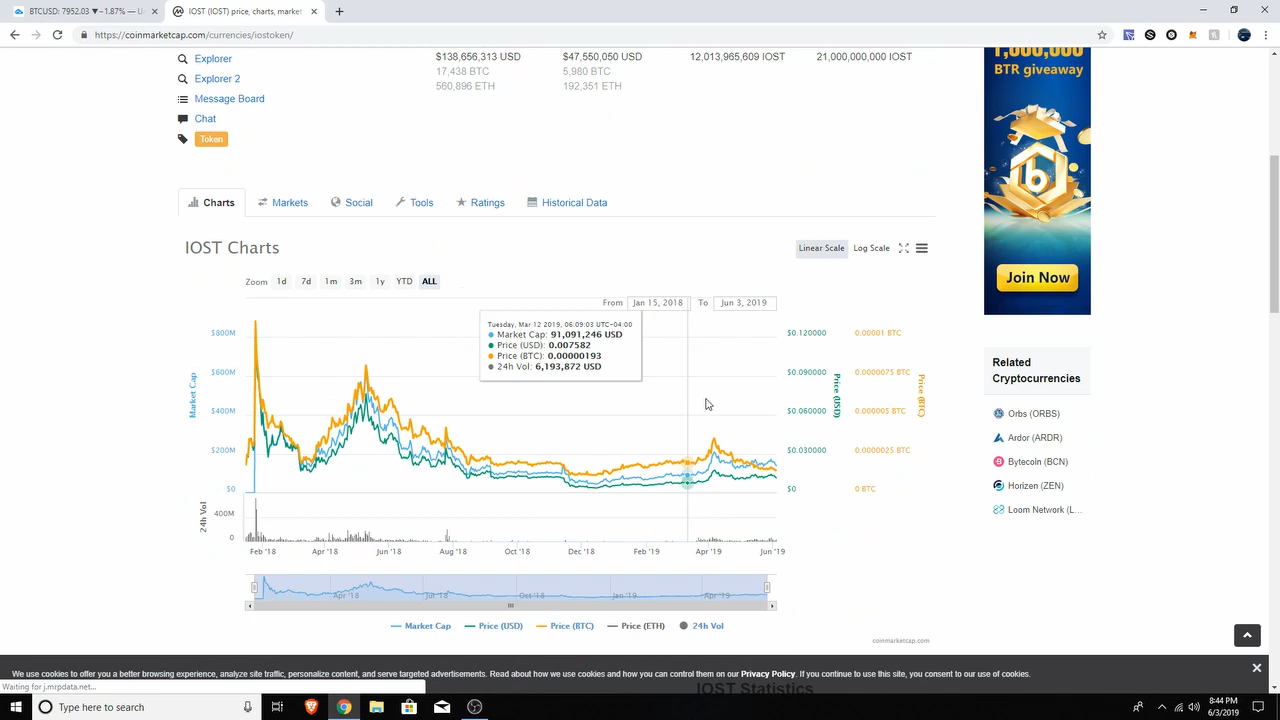 BTCUSD: 7952.03 ▼−1.87% — U
IOST (IOST) price, charts, market
https://coinmarketcap.com/currencies/iostoken/
Explorer
$138,656,313 USD
$47,550,050 USD
12,013,965,609 IOST
21,000,000,000 IOST
17,438 BTC
5,980 BTC
Explorer 2
560,896 ETH
192,351 ETH
Message Board
Chat
Token
1,000,000
BTR giveaway
Join Now
Charts
Markets
Social
Tools
Ratings
Historical Data
IOST Charts
Linear Scale
Log Scale
Zoom 1d 7d 1m 3m 1y YTD ALL
From Jan 15, 2018 To Jun 3, 2019
Tuesday, Mar 12 2019, 06:09:03 UTC-04:00
Market Cap: 91,091,246 USD
Price (USD): 0.007582
Price (BTC): 0.00000193
24h Vol: 6,193,872 USD
$800M
$600M
$400M
$200M
$0
Market Cap
$0.120000
$0.090000
$0.060000
$0.030000
$0
Price (USD)
0.00001 BTC
0.0000075 BTC
0.000005 BTC
0.0000025 BTC
0 BTC
Price (BTC)
24h Vol
400M
0
Feb '18 Apr '18 Jun '18 Aug '18 Oct '18 Dec '18 Feb '19 Apr '19 Jun '19
Apr '18 Jul '18 Oct '18 Jan '19 Apr '19
Market Cap Price (USD) Price (BTC) Price (ETH) 24h Vol
coinmarketcap.com
Related
Cryptocurrencies
Orbs (ORBS)
Ardor (ARDR)
Bytecoin (BCN)
Horizen (ZEN)
Loom Network (L...
We use cookies to offer you a better browsing experience, analyze site traffic, personalize content, and serve targeted advertisements. Read about how we use cookies and how you can control them on our Privacy Policy. If you continue to use this site, you consent to our use of cookies.
Waiting for j.mrpdata.net...
IOST Statistics
Type here to search
8:44 PM
6/3/2019